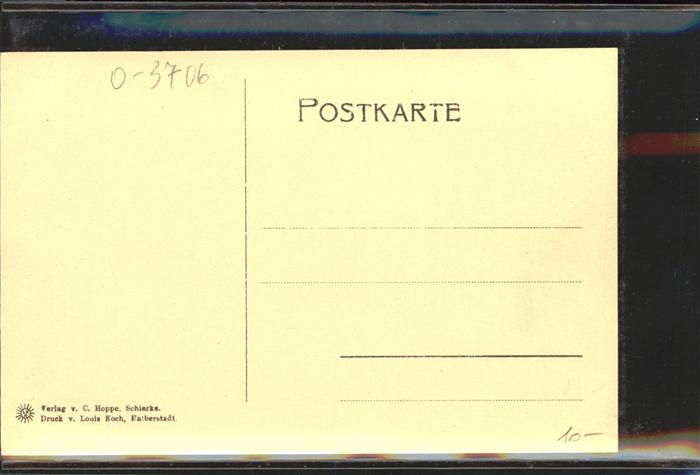 0-3706
POSTKARTE
Verlag v. C. Hoppe, Schierke.
Druck v. Louis Koch, Halberstadt.
10-